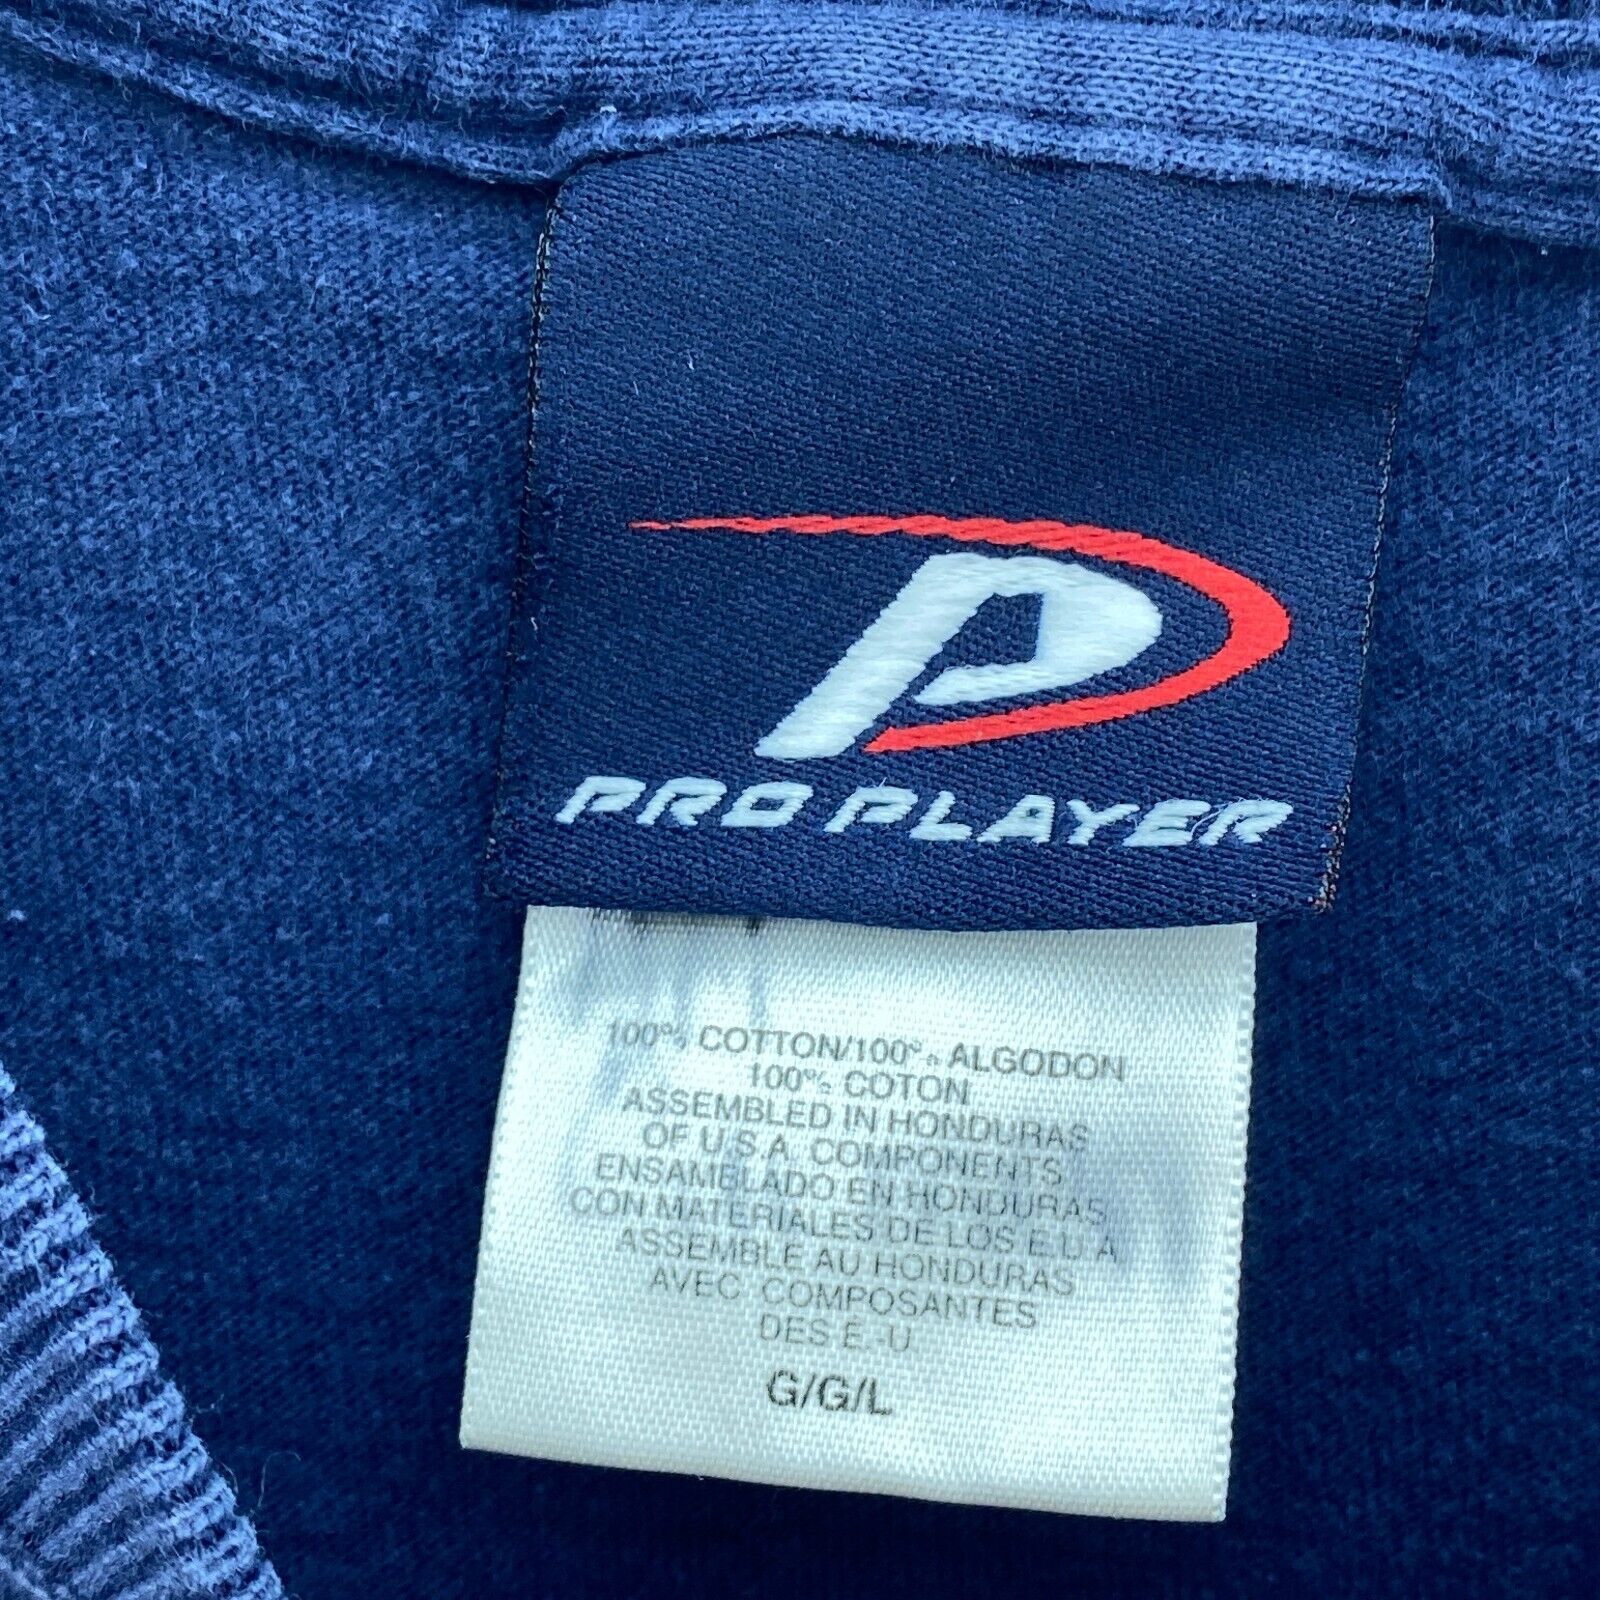 P
PRO PLAYER
100% COTTON/100% ALGODON
100% COTON
ASSEMBLED IN HONDURAS
OF U.S.A. COMPONENTS
ENSAMELADO EN HONDURAS
CON MATERIALES DE LOS E.U A
ASSEMBLE AU HONDURAS
AVEC COMPOSANTES
DES É.-U
G/G/L